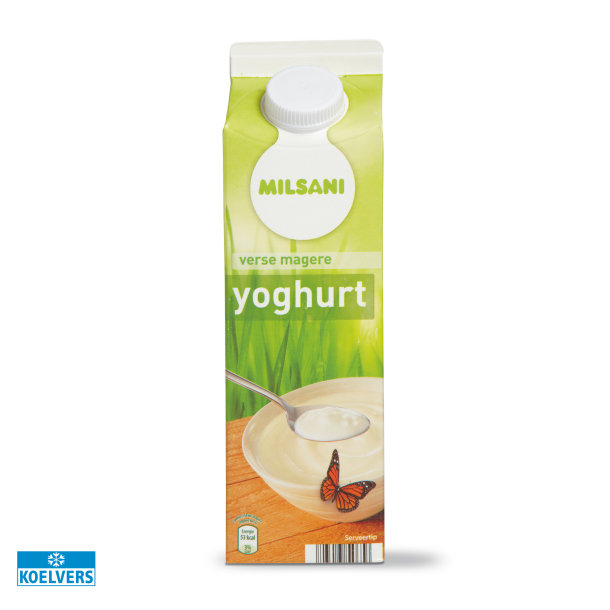 MILSANI
verse magere
yoghurt
Energie
53 kcal
3%
Serveertip
KOELVERS